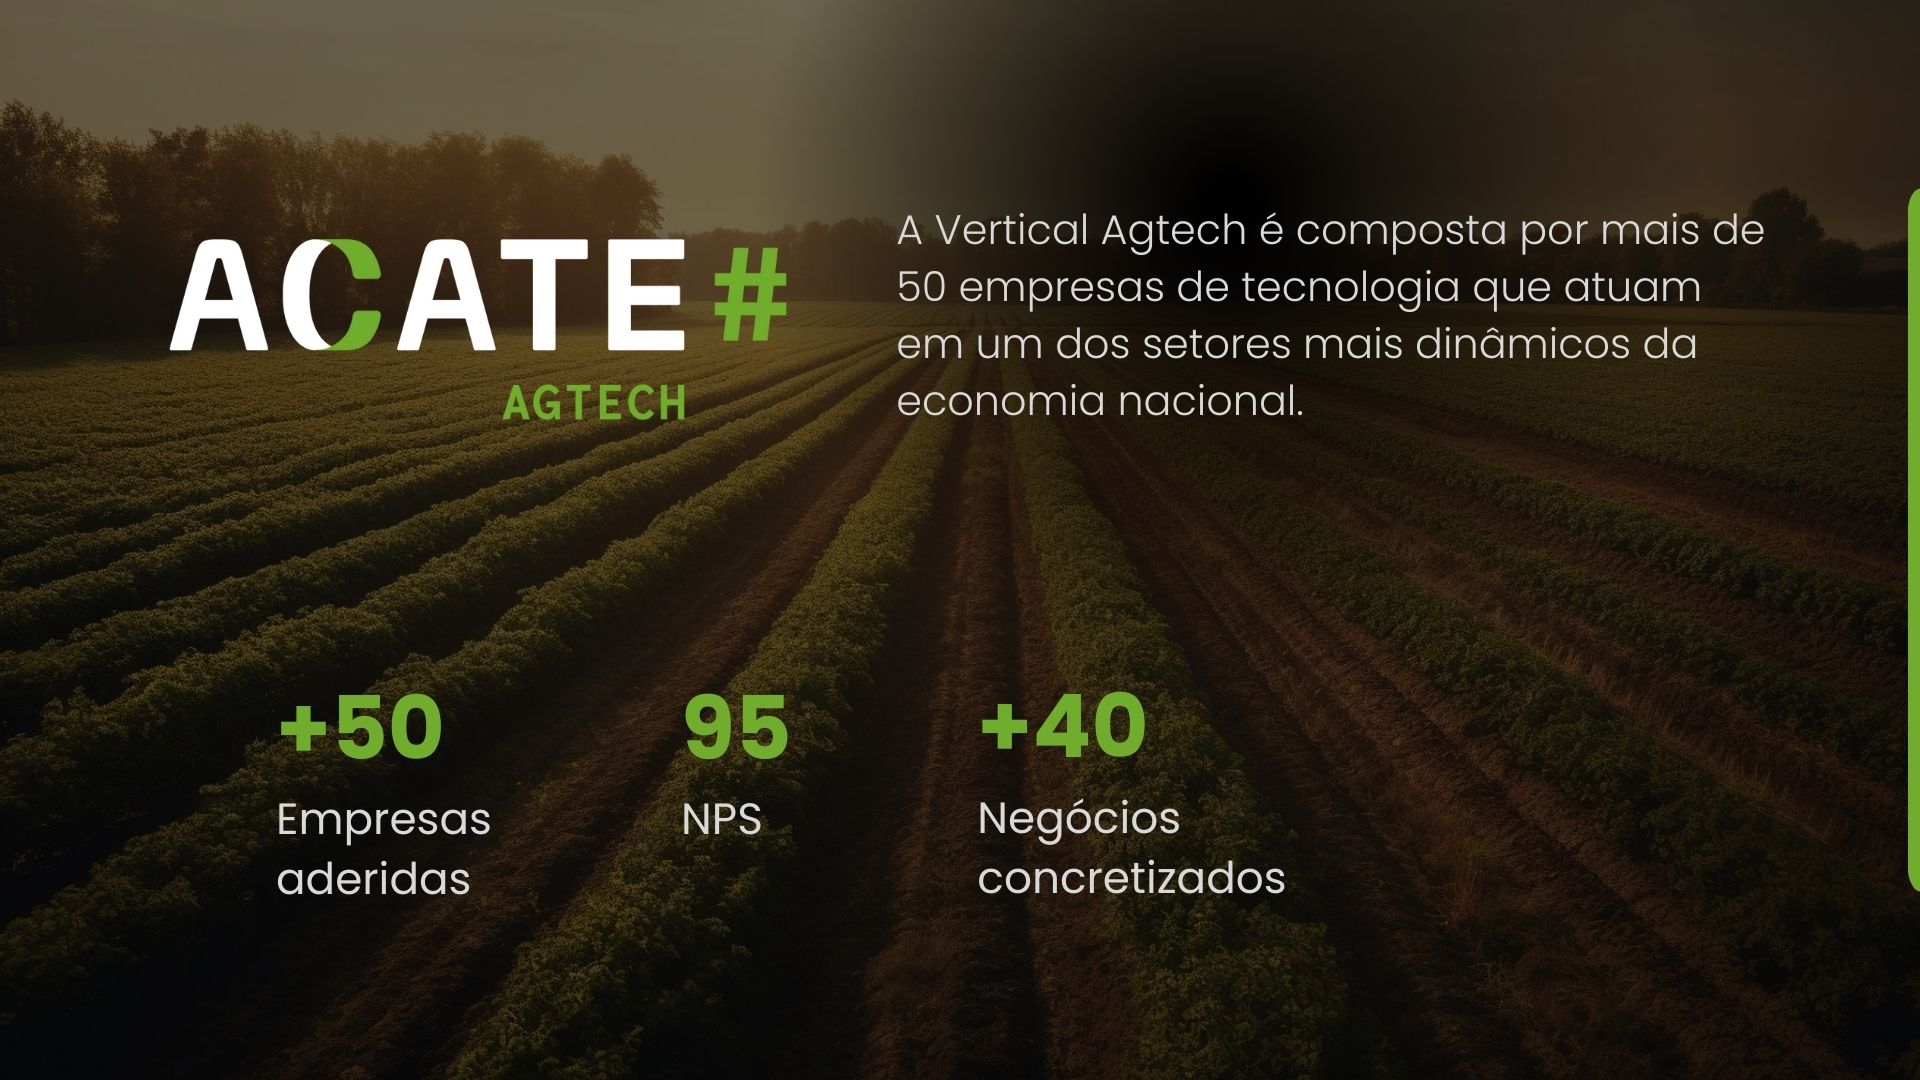 ACATE #
AGTECH
A Vertical Agtech é composta por mais de
50 empresas de tecnologia que atuam
em um dos setores mais dinâmicos da
economia nacional.
+50
Empresas
aderidas
95
NPS
+40
Negócios
concretizados